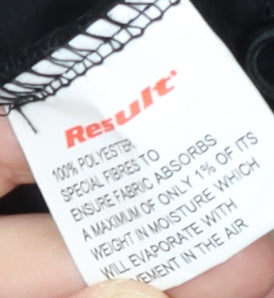 Result
100% POLYESTER
SPECIAL FIBRES TO
ENSURE FABRIC ABSORBS
A MAXIMUM OF ONLY 1% OF ITS
WEIGHT IN MOISTURE WHICH
WILL EVAPORATE WITH
VEMENT IN THE AIR